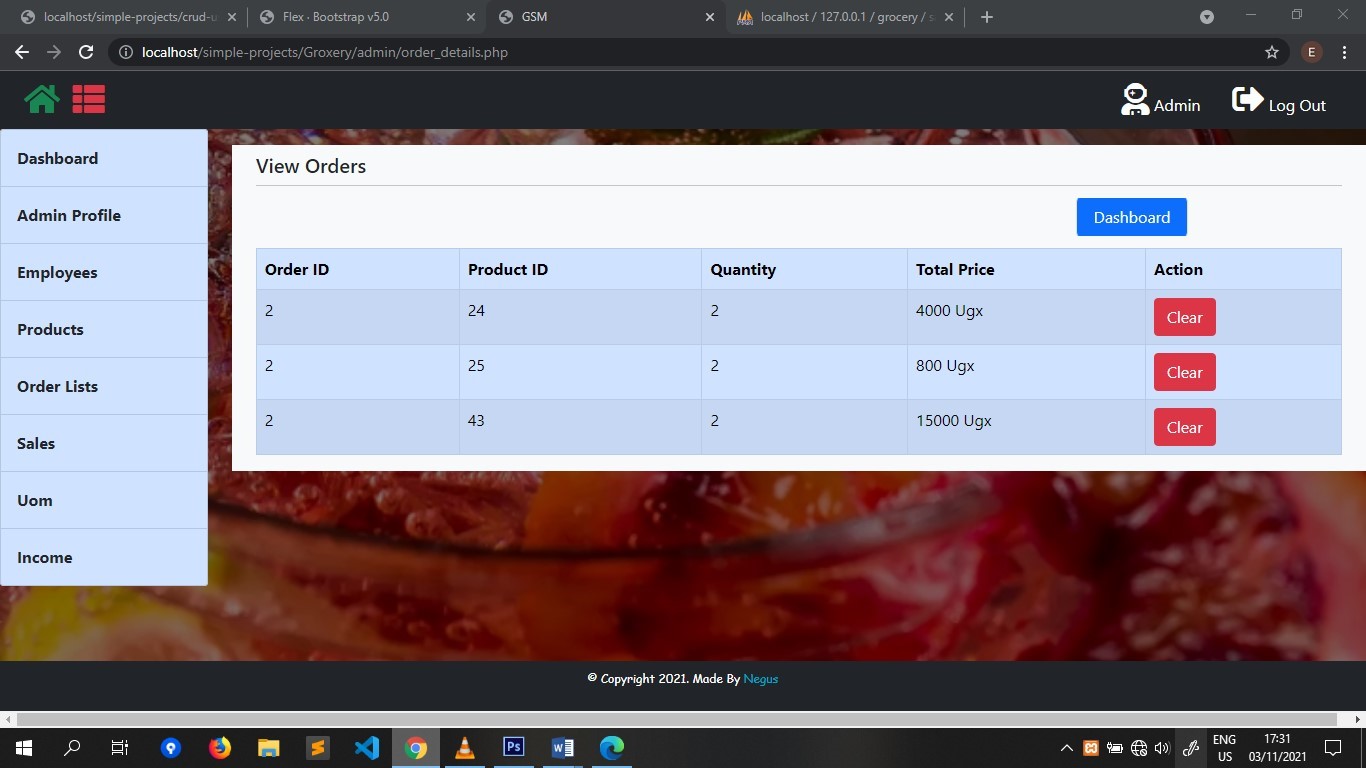 localhost/simple-projects/crud-u
Flex · Bootstrap v5.0
GSM
localhost / 127.0.0.1 / grocery / s
localhost/simple-projects/Groxery/admin/order_details.php
E
Admin
Log Out
Dashboard
Admin Profile
Employees
Products
Order Lists
Sales
Uom
Income
View Orders
Dashboard
Order ID Product ID Quantity Total Price Action
2 24 2 4000 Ugx Clear
2 25 2 800 Ugx Clear
2 43 2 15000 Ugx Clear
© Copyright 2021. Made By Negus
Ps
ENG
US
17:31
03/11/2021